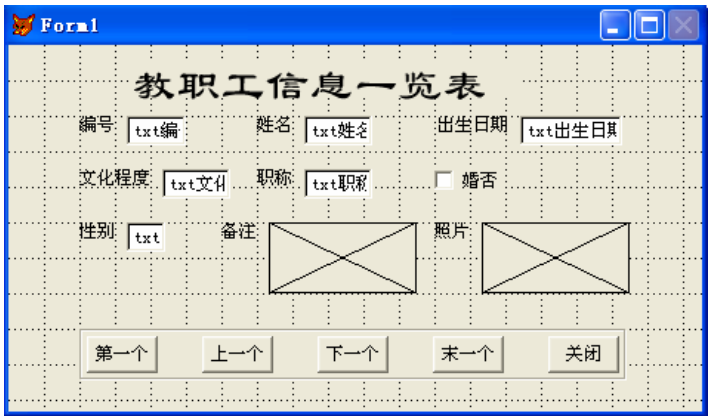 Form1
教职工信息一览表
编号 txt编 姓名 txt姓名 出生日期 txt出生日期
文化程度 txt文化 职称 txt职称 婚否
性别 txt 备注 照片
第一个 上一个 下一个 末一个 关闭